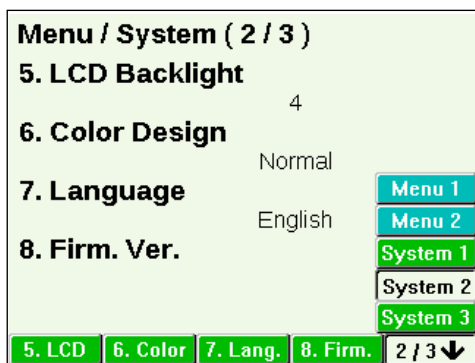 Menu / System ( 2 / 3 )
5. LCD Backlight
4
6. Color Design
Normal
7. Language
English
8. Firm. Ver.
Menu 1
Menu 2
System 1
System 2
System 3
5. LCD 6. Color 7. Lang. 8. Firm. 2 / 3 ↓